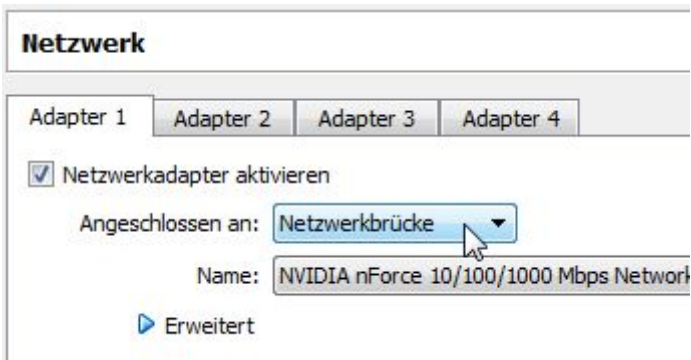 Netzwerk
Adapter 1 Adapter 2 Adapter 3 Adapter 4
Netzwerkadapter aktivieren
Angeschlossen an: Netzwerkbrücke
Name: NVIDIA nForce 10/100/1000 Mbps Network
Erweitert